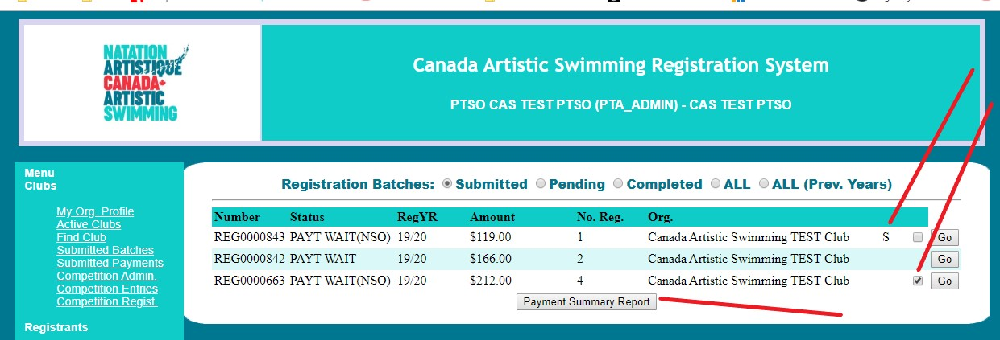 NATATION
ARTISTIQUE
CANADA
ARTISTIC
SWIMMING
Canada Artistic Swimming Registration System
PTSO CAS TEST PTSO (PTA_ADMIN) - CAS TEST PTSO
Menu
Clubs
My Org. Profile
Active Clubs
Find Club
Submitted Batches
Submitted Payments
Competition Admin.
Competition Entries
Competition Regist.
Registrants
Registration Batches: Submitted Pending Completed ALL ALL (Prev. Years)
Number Status RegYR Amount No. Reg. Org.
REG0000843 PAYT WAIT(NSO) 19/20 $119.00 1 Canada Artistic Swimming TEST Club S Go
REG0000842 PAYT WAIT 19/20 $166.00 2 Canada Artistic Swimming TEST Club Go
REG0000663 PAYT WAIT(NSO) 19/20 $212.00 4 Canada Artistic Swimming TEST Club Go
Payment Summary Report